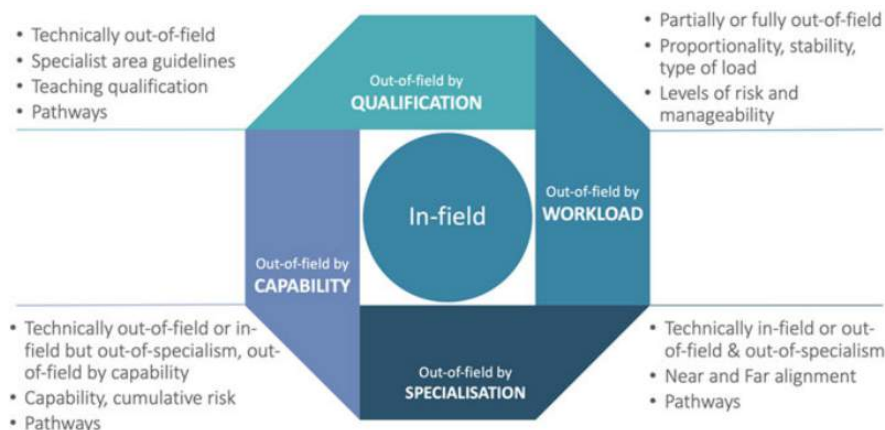 • Technically out-of-field
• Specialist area guidelines
• Teaching qualification
• Pathways
Out-of-field by
QUALIFICATION
• Partially or fully out-of-field
• Proportionality, stability,
type of load
• Levels of risk and
manageability
In-field
Out-of-field by
WORKLOAD
Out-of-field by
CAPABILITY
• Technically out-of-field or in-
field but out-of-specialism, out-
of-field by capability
• Capability, cumulative risk
• Pathways
Out-of-field by
SPECIALISATION
• Technically in-field or out-
of-field & out-of-specialism
• Near and Far alignment
• Pathways